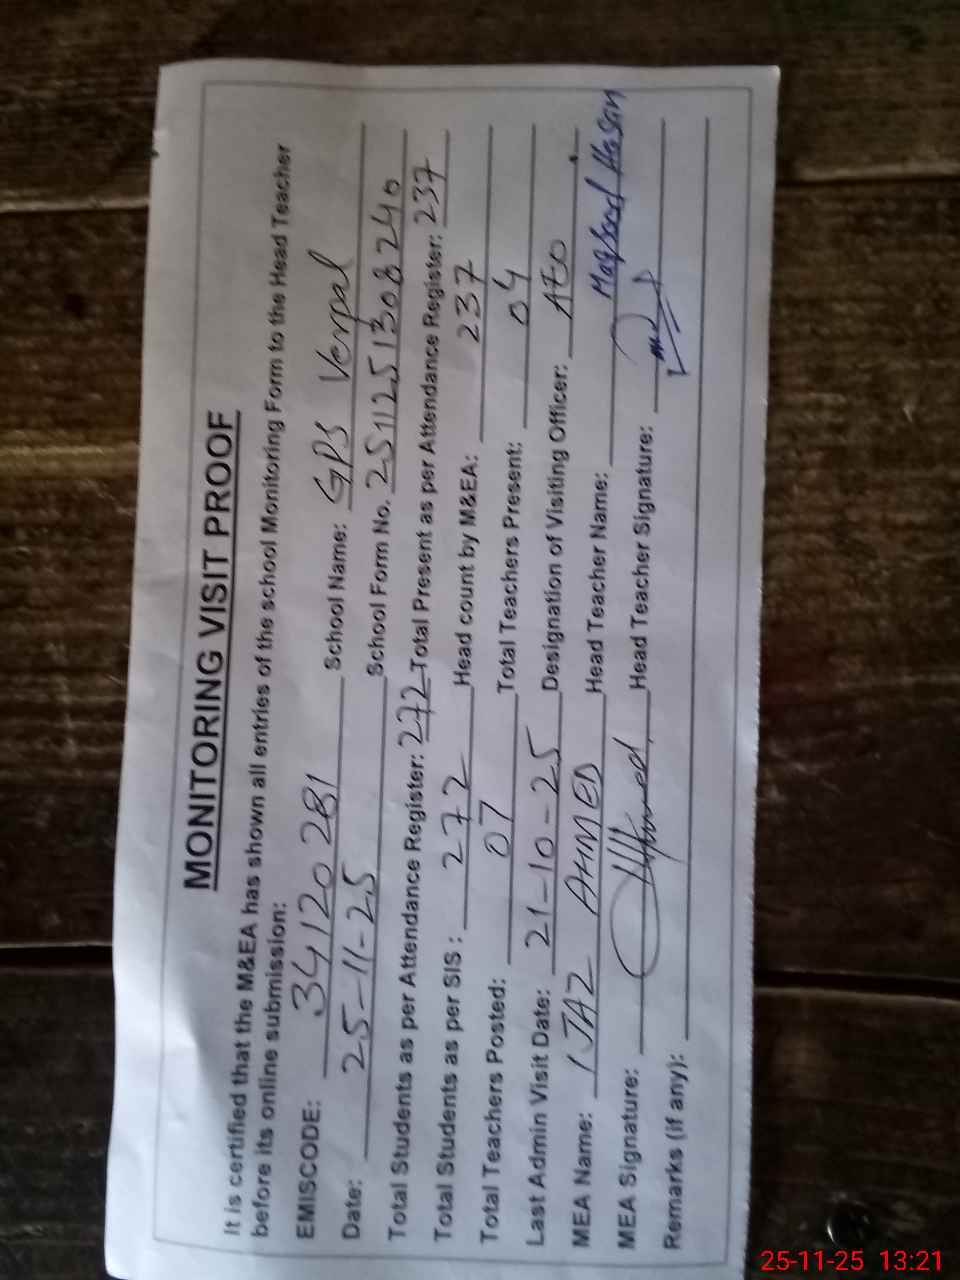 MONITORING VISIT PROOF
It is certified that the M&EA has shown all entries of the school Monitoring Form to the Head Teacher
before its online submission:
EMISCODE: 34120281 School Name: GPS Verpal
Date: 25-11-25 School Form No. 2511251308240
Total Students as per Attendance Register: 272 Total Present as per Attendance Register: 237
Total Students as per SIS: 272 Head count by M&EA: 237
Total Teachers Posted: 07 Total Teachers Present: 04
Last Admin Visit Date: 21-10-25 Designation of Visiting Officer: AEO
MEA Name: IJAZ AHMED Head Teacher Name: Maqsood Hasan
MEA Signature: Head Teacher Signature:
Remarks (if any):
25-11-25 13:21